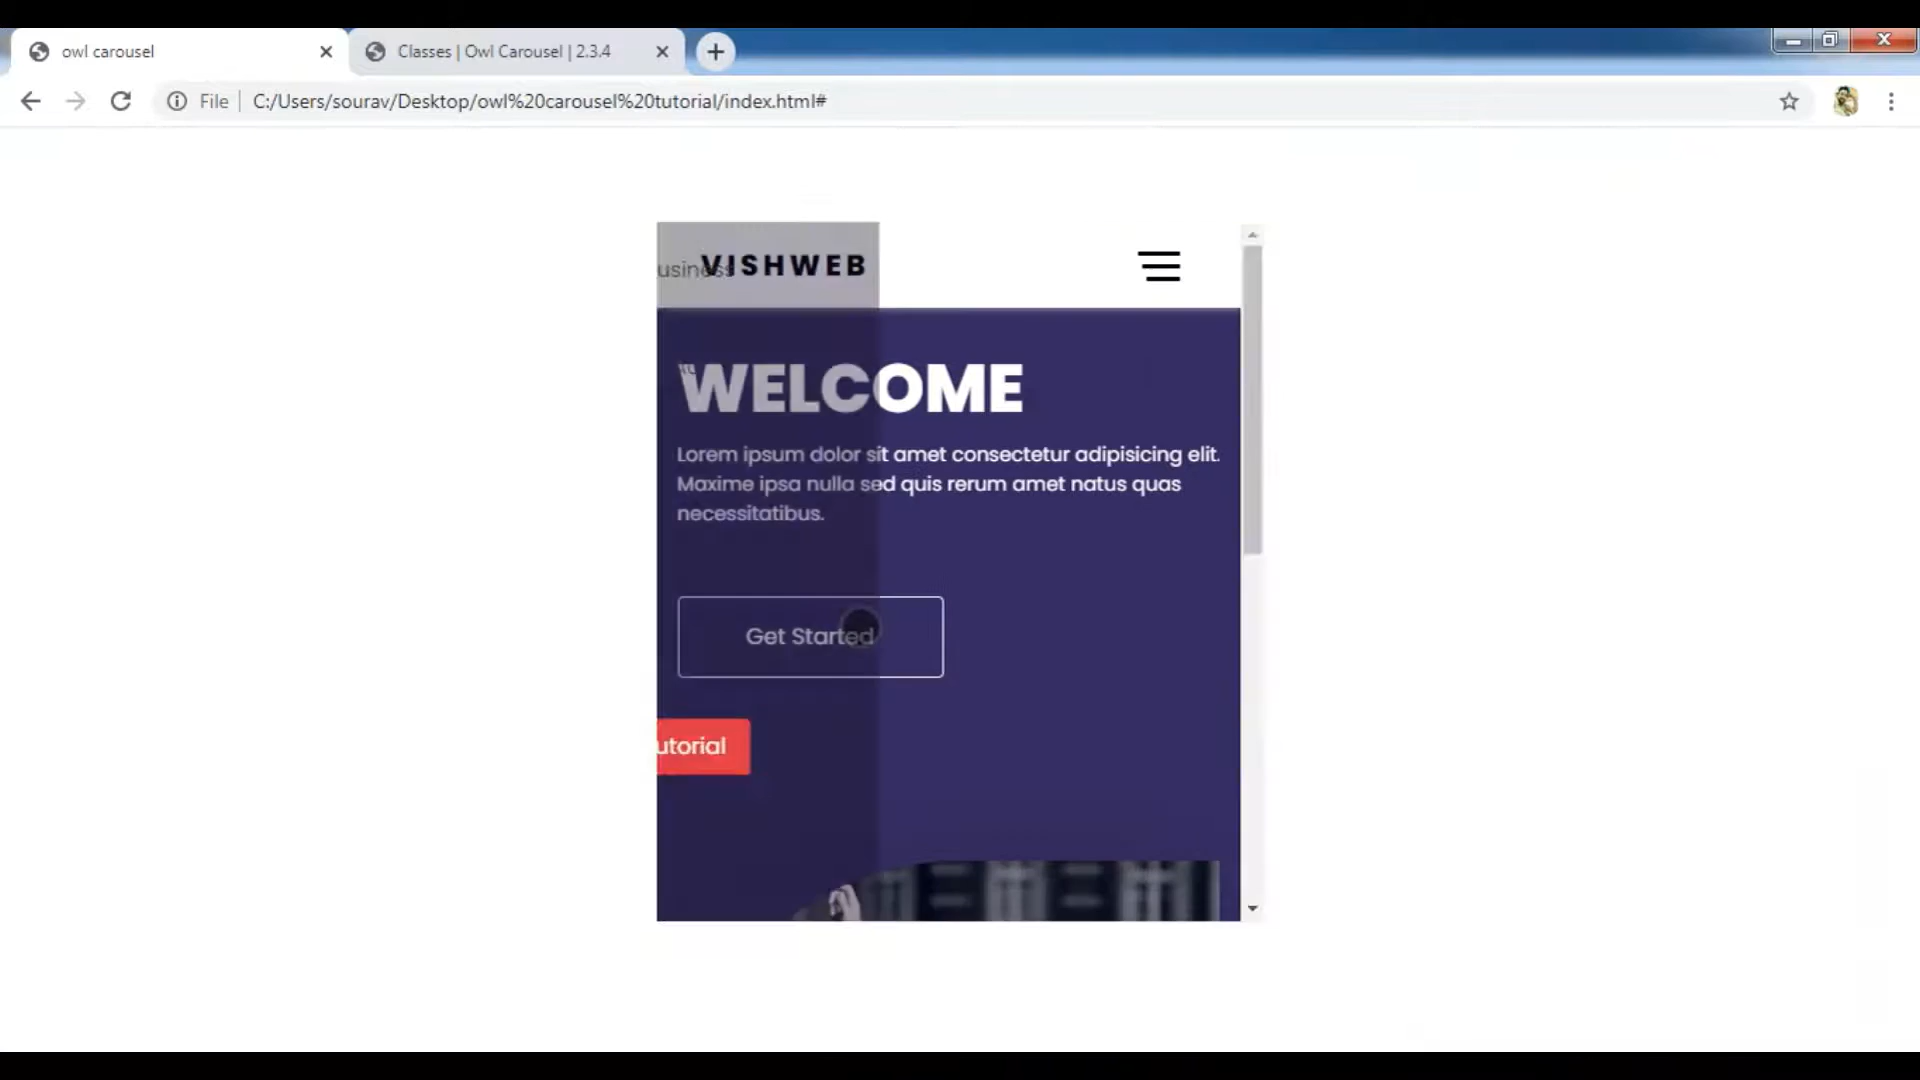 owl carousel
Classes | Owl Carousel | 2.3.4
File
C:/Users/sourav/Desktop/owl%20carousel%20tutorial/index.html#
usiness
VISHWEB
WELCOME
Lorem ipsum dolor sit amet consectetur adipisicing elit.
Maxime ipsa nulla sed quis rerum amet natus quas
necessitatibus.
Get Started
utorial